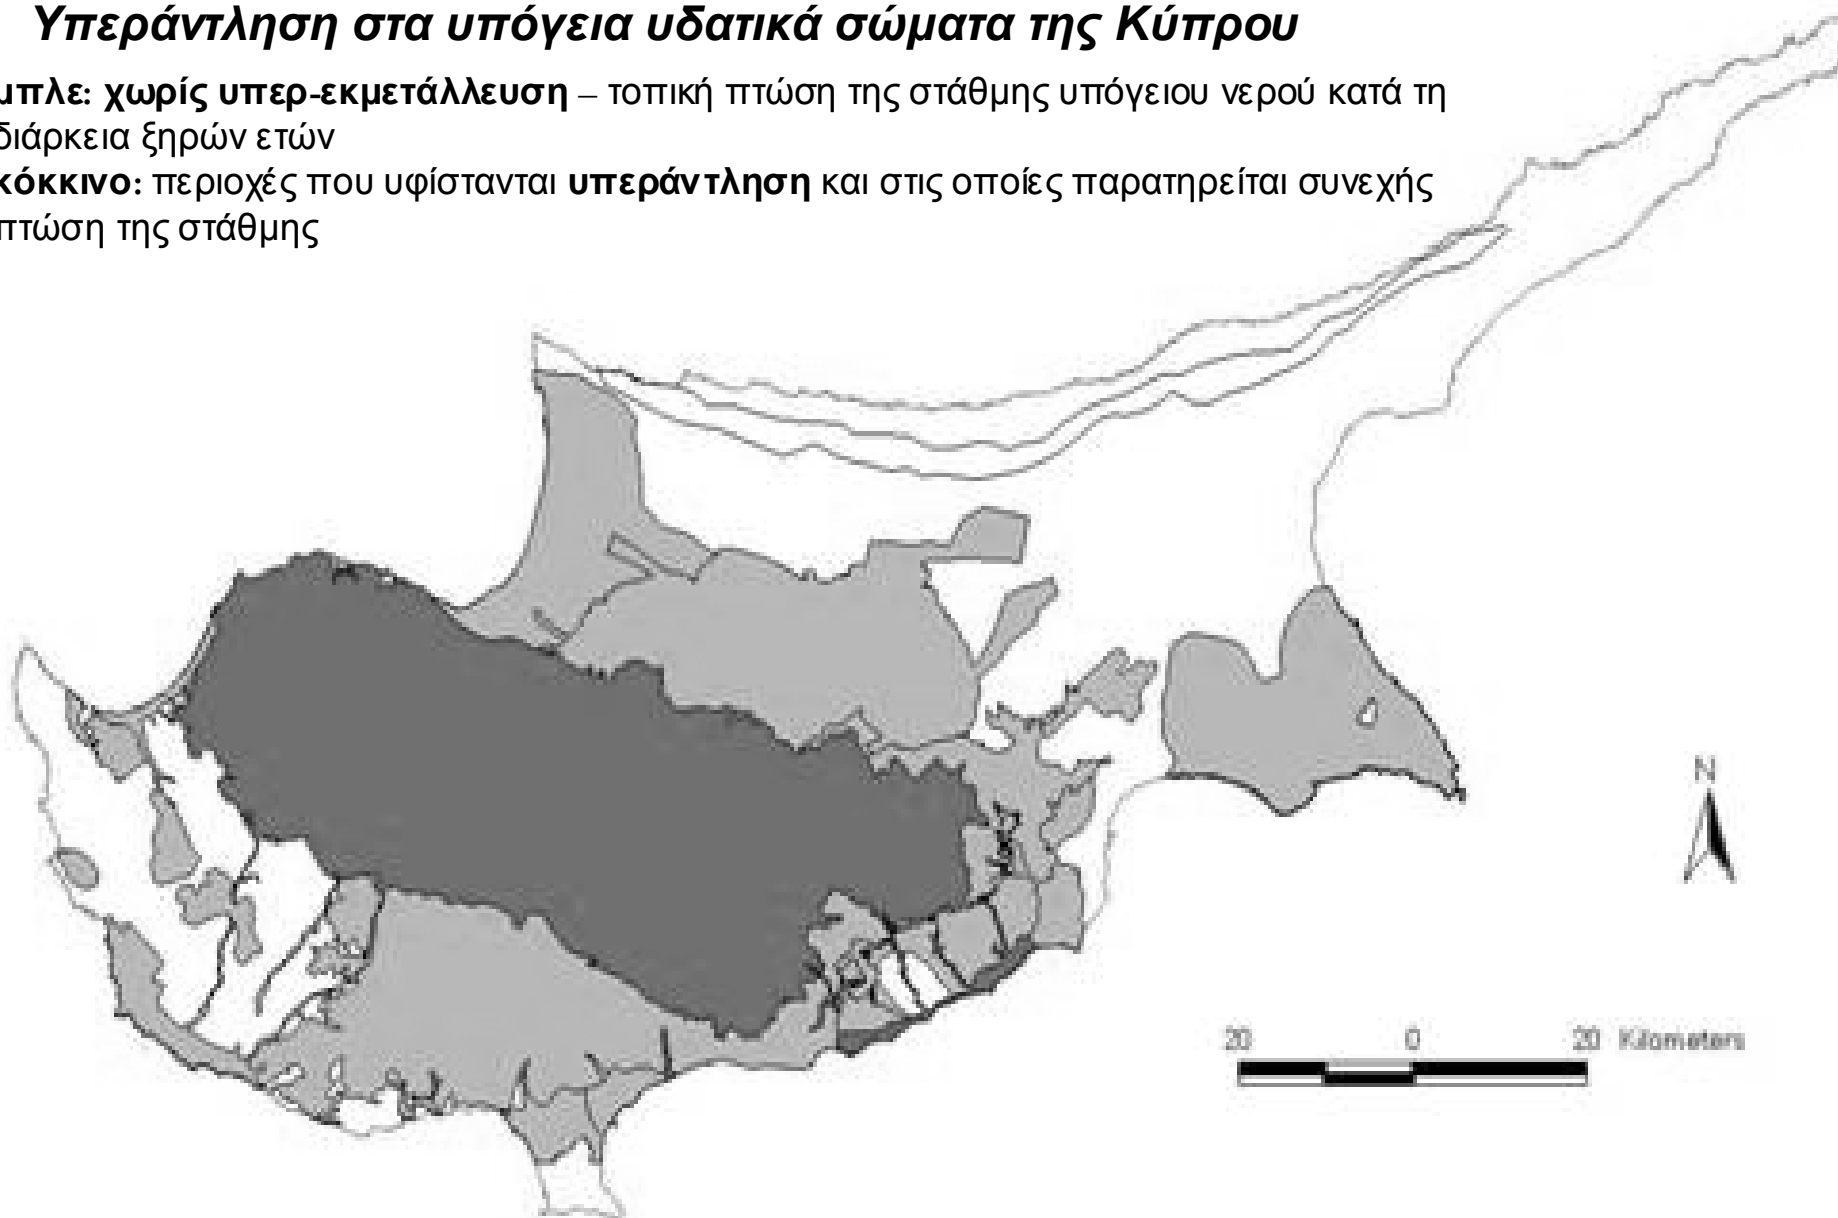 Υπεράντληση στα υπόγεια υδατικά σώματα της Κύπρου
μπλε: χωρίς υπερ-εκμετάλλευση – τοπική πτώση της στάθμης υπόγειου νερού κατά τη
διάρκεια ξηρών ετών
κόκκινο: περιοχές που υφίστανται υπεράντληση και στις οποίες παρατηρείται συνεχής
πτώση της στάθμης
N
20 0 20 Kilometers